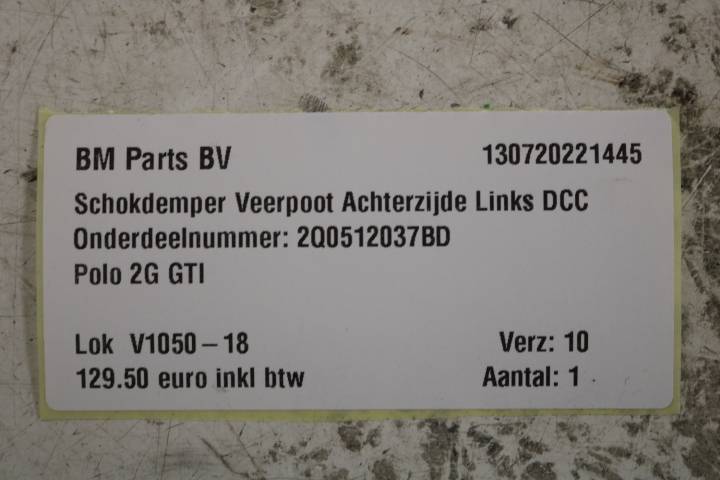 BM Parts BV 130720221445
Schokdemper Veerpoot Achterzijde Links DCC
Onderdeelnummer: 2Q0512037BD
Polo 2G GTI
Lok V1050-18 Verz: 10
129.50 euro inkl btw Aantal: 1